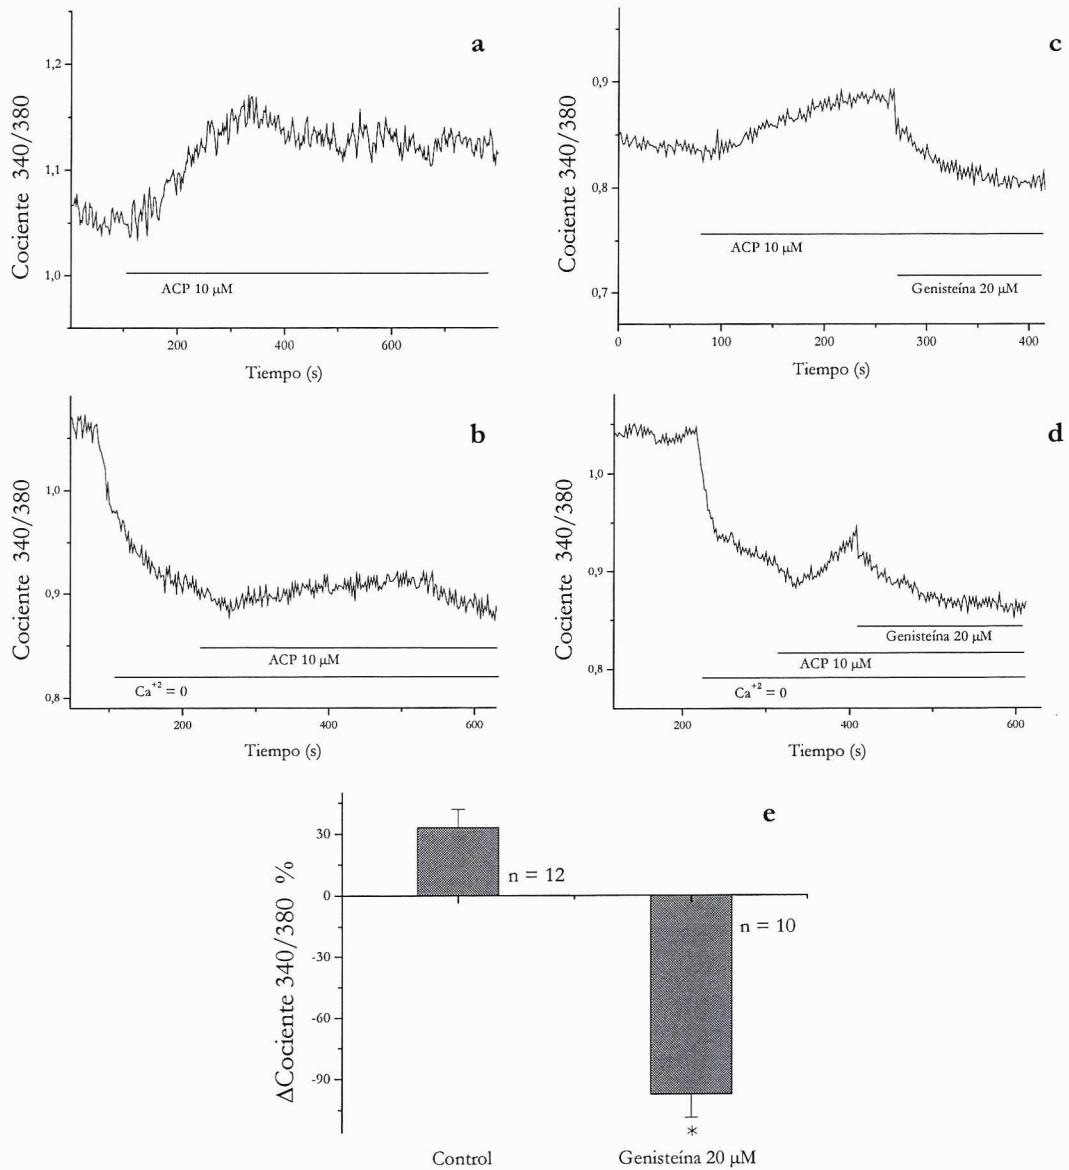 a
Cociente 340/380
1,2
1,1
1,0
ACP 10 µM
200
400
600
Tiempo (s)
c
Cociente 340/380
0,9
0,8
0,7
ACP 10 µM
Genisteína 20 µM
0
100
200
300
400
Tiempo (s)
b
Cociente 340/380
1,0
0,9
0,8
ACP 10 µM
Ca+2 = 0
200
400
600
Tiempo (s)
d
Cociente 340/380
1,0
0,9
0,8
Genisteína 20 µM
ACP 10 µM
Ca+2 = 0
200
400
600
Tiempo (s)
e
ΔCociente 340/380 %
30
0
-30
-60
-90
n = 12
n = 10
*
Control
Genisteína 20 µM